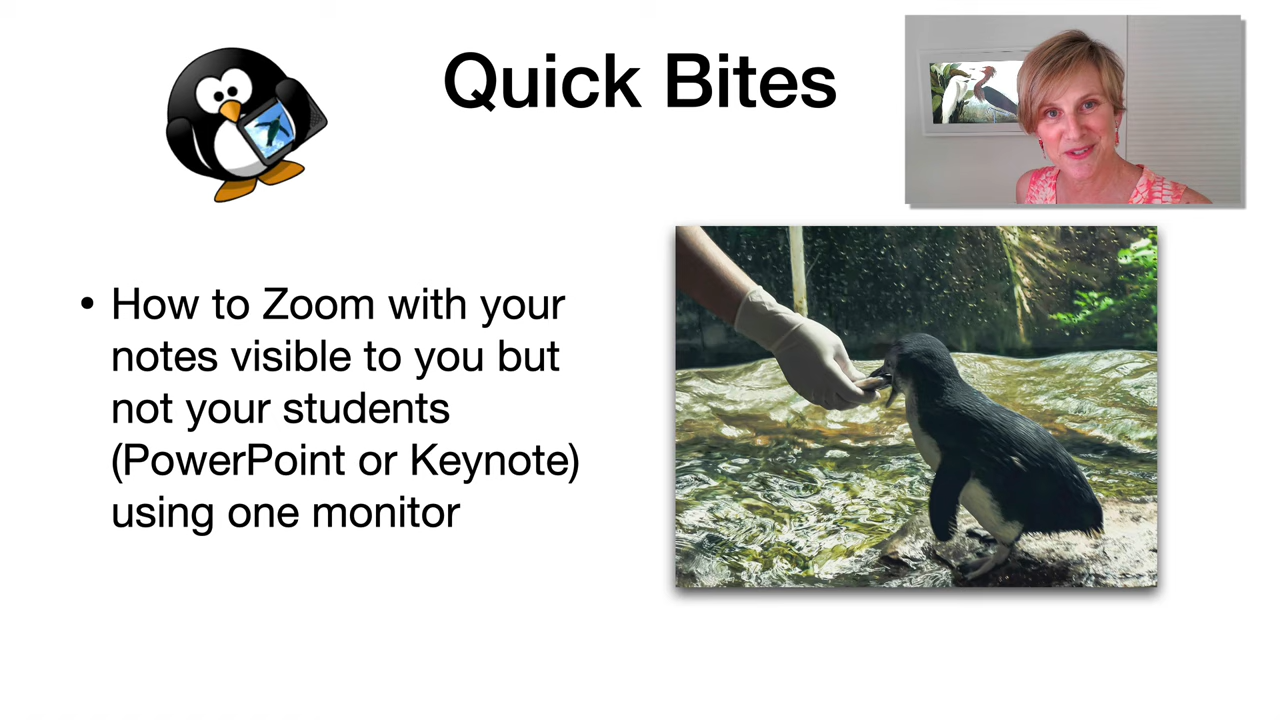 Quick Bites
• How to Zoom with your
notes visible to you but
not your students
(PowerPoint or Keynote)
using one monitor